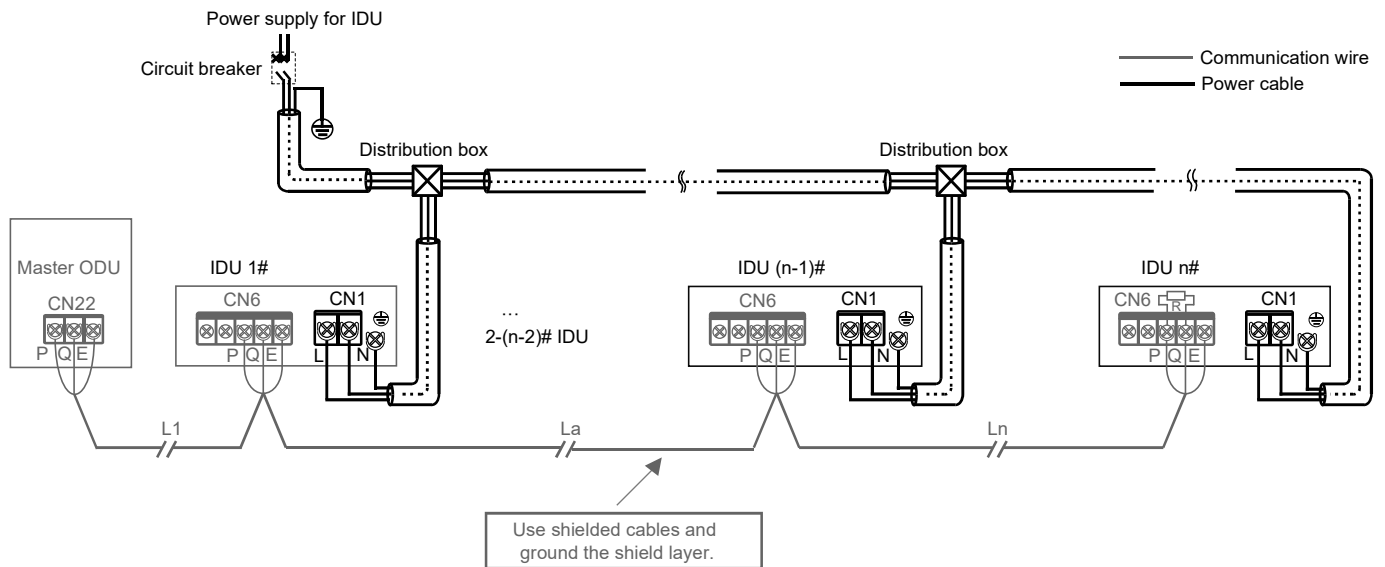 Power supply for IDU
Circuit breaker
Communication wire
Power cable
Distribution box
Distribution box
Master ODU
CN22
P Q E
IDU 1#
CN6
CN1
P Q E
L N
...
2-(n-2)# IDU
IDU (n-1)#
CN6
CN1
P Q E
L N
IDU n#
CN6
R
CN1
P Q E
L N
L1
La
Ln
Use shielded cables and
ground the shield layer.